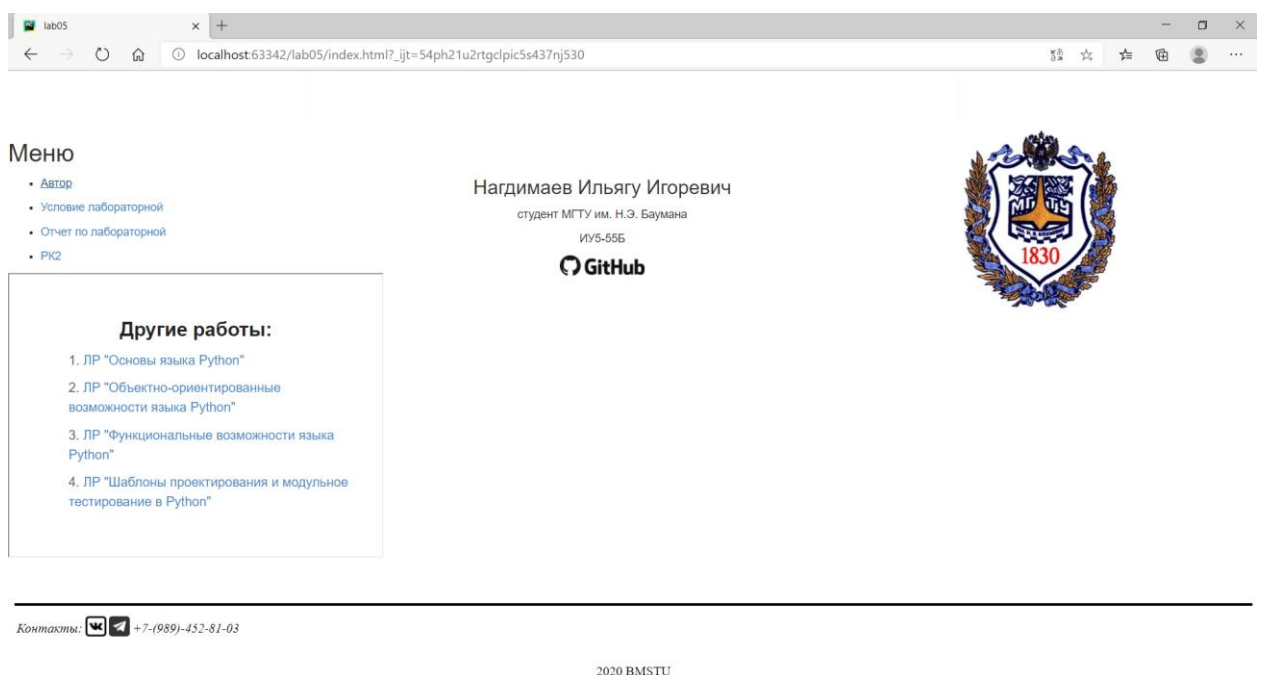 lab05
localhost:63342/lab05/index.html?_ijt=54ph21u2rtgclpic5s437nj530
Меню
Автор
Условие лабораторной
Отчет по лабораторной
РК2
Нагдимаев Ильягу Игоревич
студент МГТУ им. Н.Э. Баумана
ИУ5-55Б
GitHub
МГТУ
1830
Другие работы:
1. ЛР "Основы языка Python"
2. ЛР "Объектно-ориентированные
возможности языка Python"
3. ЛР "Функциональные возможности языка
Python"
4. ЛР "Шаблоны проектирования и модульное
тестирование в Python"
Контакты: +7-(989)-452-81-03
2020 BMSTU